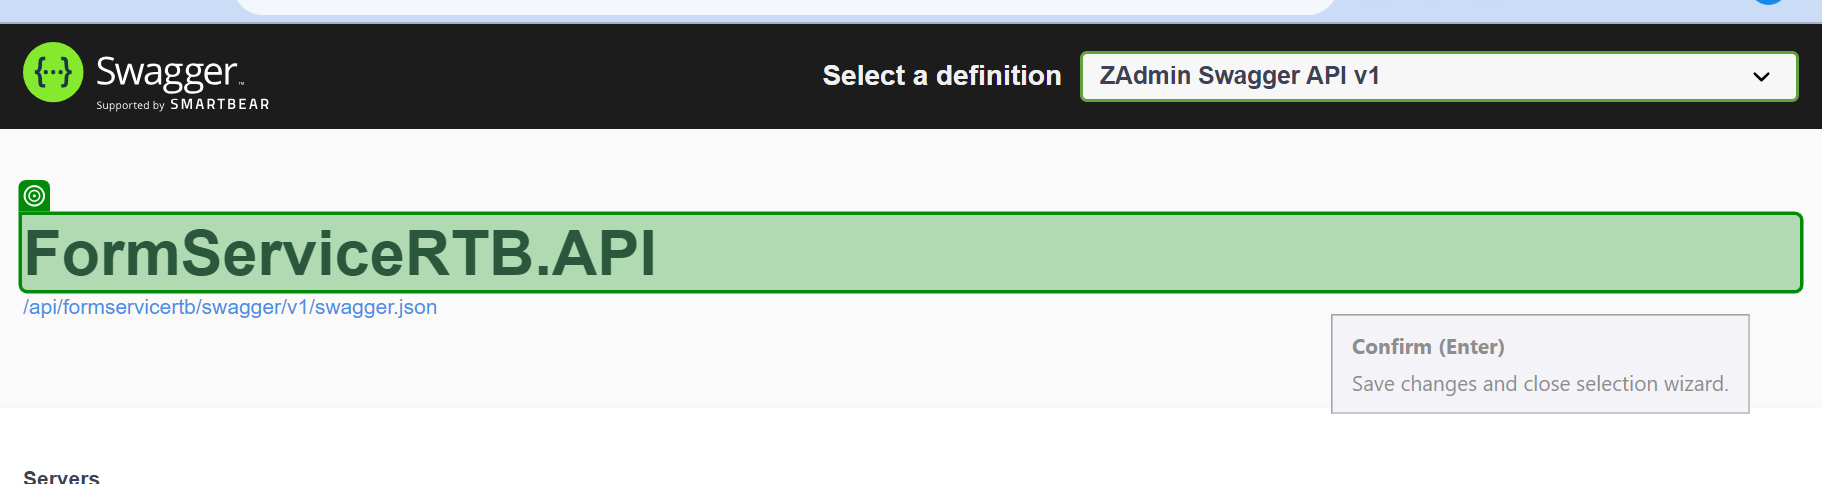 Swagger™
Supported by SMARTBEAR
Select a definition
ZAdmin Swagger API v1
FormServiceRTB.API
/api/formservicertb/swagger/v1/swagger.json
Confirm (Enter)
Save changes and close selection wizard.
Servers